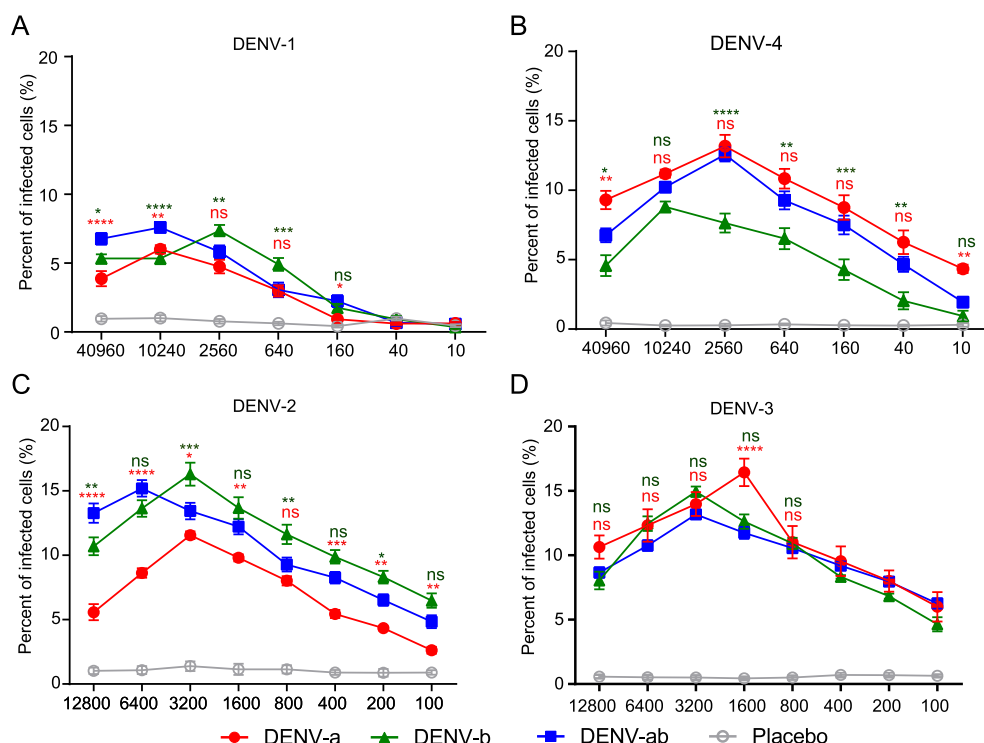 A
DENV-1
Percent of infected cells (%)
20
15
10
5
0
* **** ** *** ns
**** ** ns ns *
40960 10240 2560 640 160 40 10
B
DENV-4
Percent of infected cells (%)
20
15
10
5
0
* ns **** ** *** ** ns
** ns ns ns ns ns **
40960 10240 2560 640 160 40 10
C
DENV-2
Percent of infected cells (%)
20
15
10
5
0
** ns *** ns ** ns * ns
**** **** * ** ns *** ** **
12800 6400 3200 1600 800 400 200 100
D
DENV-3
Percent of infected cells (%)
20
15
10
5
0
ns ns ns ns ns
ns ns ns **** ns
12800 6400 3200 1600 800 400 200 100
DENV-a DENV-b DENV-ab Placebo